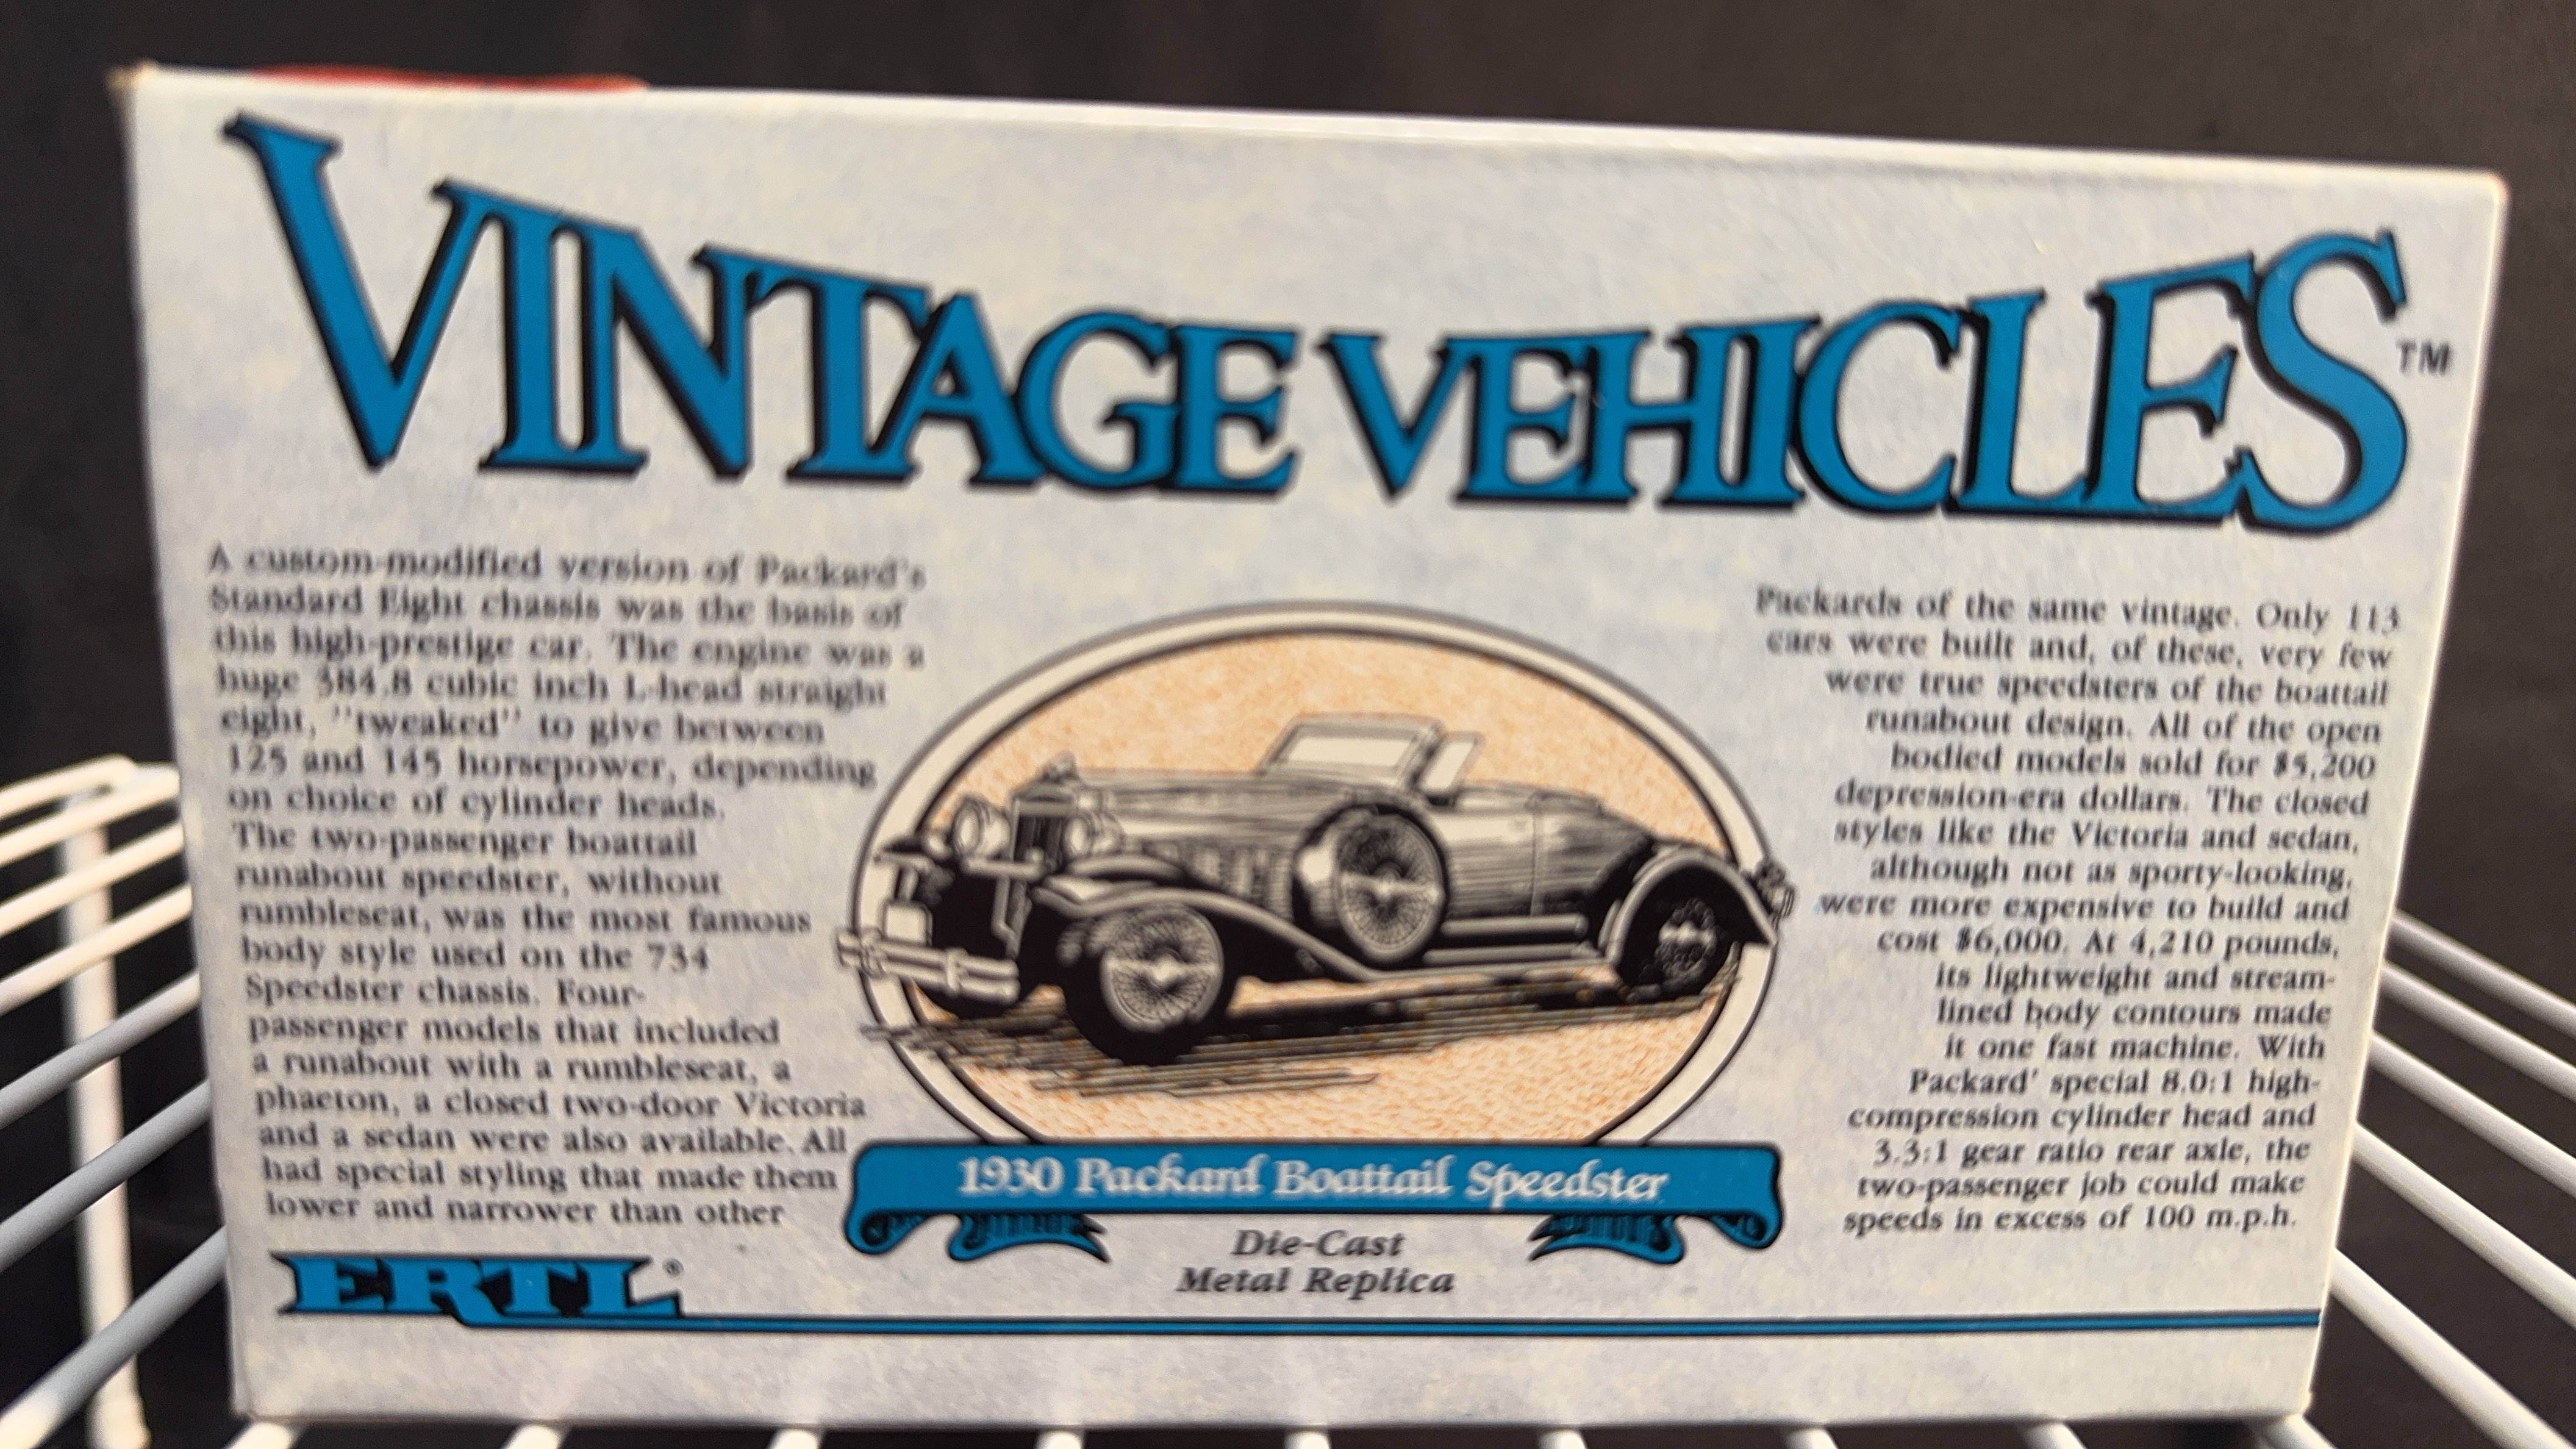 VINTAGE VEHICLES™
A custom-modified version of Packard's
Standard Eight chassis was the basis of
this high-prestige car. The engine was a
huge 384.8 cubic inch L-head straight
eight, "tweaked" to give between
125 and 145 horsepower, depending
on choice of cylinder heads.
The two-passenger boattail
runabout speedster, without
rumbleseat, was the most famous
body style used on the 734
Speedster chassis. Four-
passenger models that included
a runabout with a rumbleseat, a
phaeton, a closed two-door Victoria
and a sedan were also available. All
had special styling that made them
lower and narrower than other
Packards of the same vintage. Only 113
cars were built and, of these, very few
were true speedsters of the boattail
runabout design. All of the open
bodied models sold for $5,200
depression-era dollars. The closed
styles like the Victoria and sedan,
although not as sporty-looking,
were more expensive to build and
cost $6,000. At 4,210 pounds,
its lightweight and stream-
lined body contours made
it one fast machine. With
Packard' special 8.0:1 high-
compression cylinder head and
3.3:1 gear ratio rear axle, the
two-passenger job could make
speeds in excess of 100 m.p.h.
1930 Packard Boattail Speedster
Die-Cast
Metal Replica
ERTL®